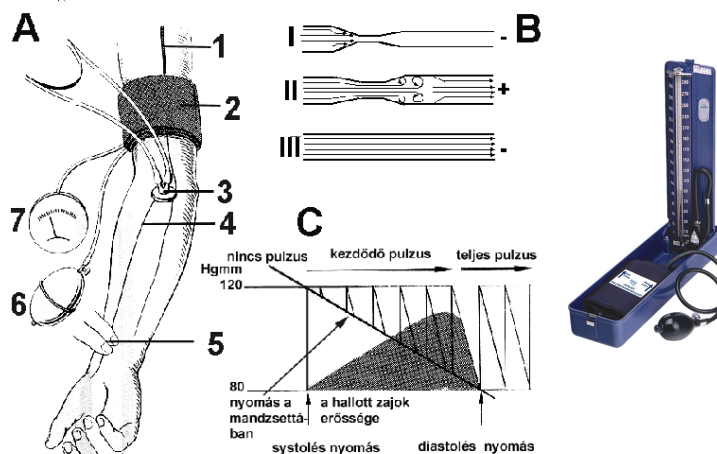 A
1
2
3
4
5
6
7
I -
II +
III -
B
C
nincs pulzus
kezdődő pulzus
teljes pulzus
Hgmm
120
80
nyomás a
mandzsettá-
ban
a hallott zajok
erőssége
systolés nyomás
diastolés nyomás